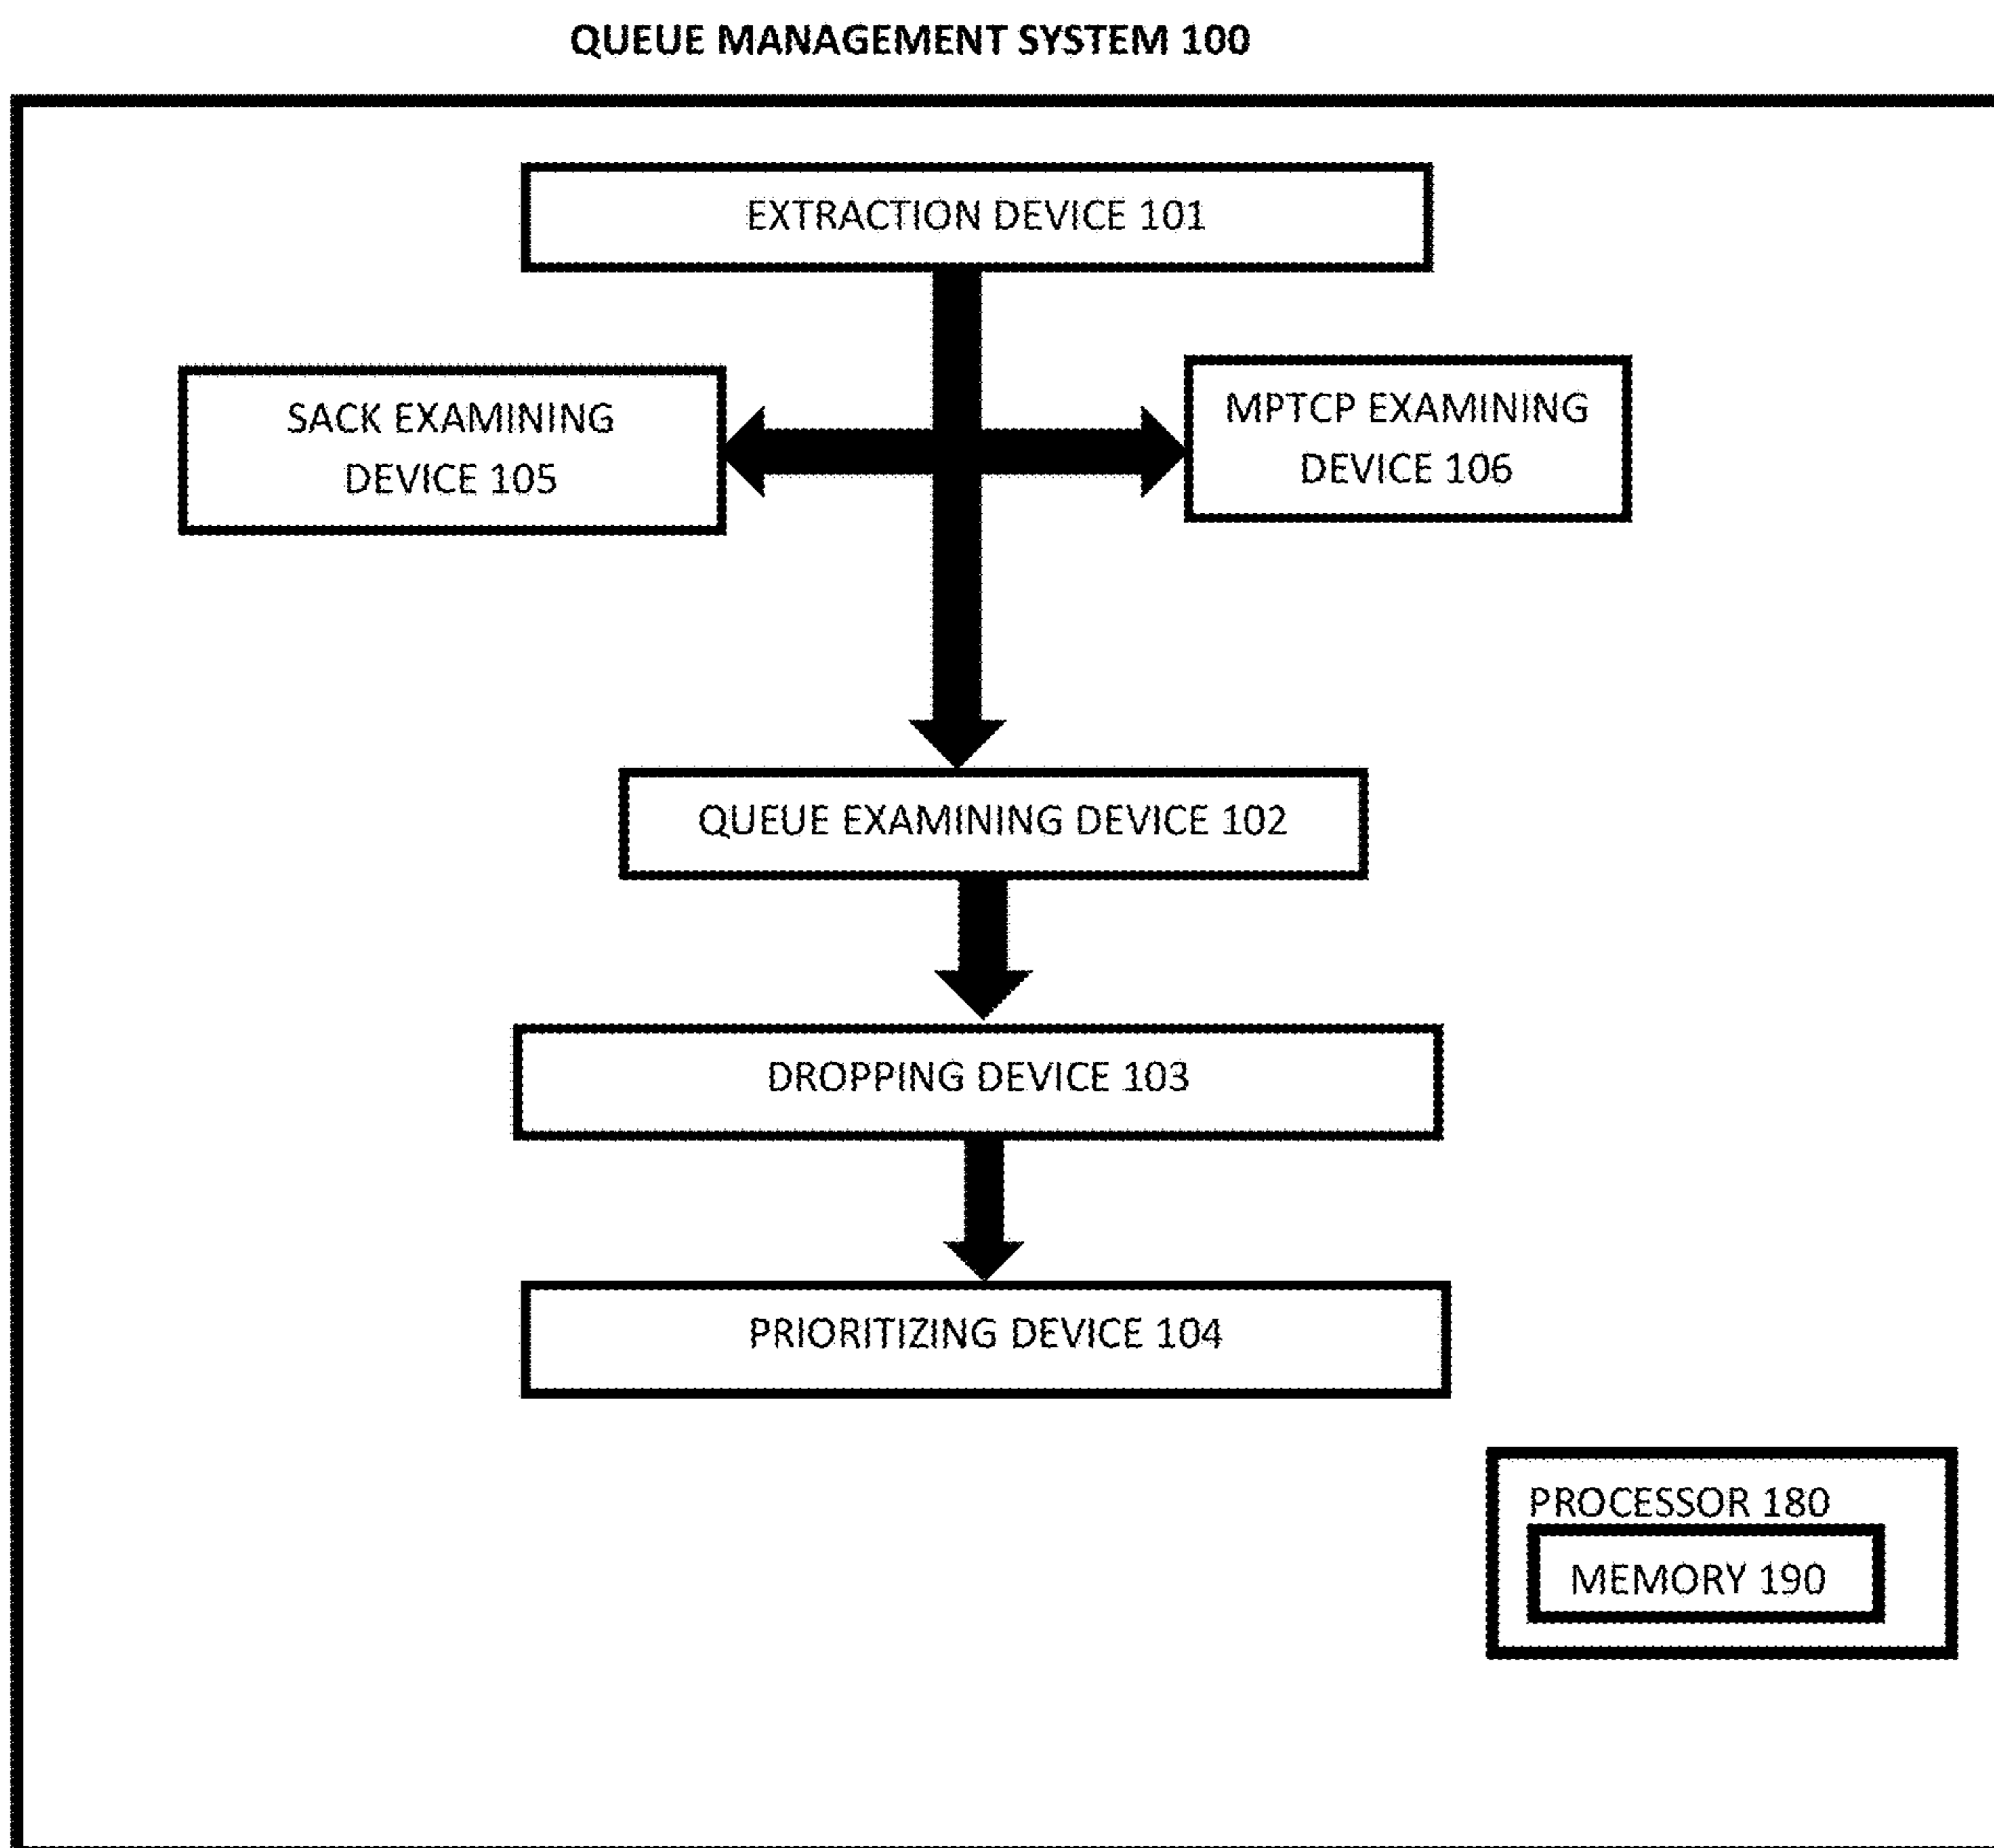 QUEUE MANAGEMENT SYSTEM 100
EXTRACTION DEVICE 101
SACK EXAMINING
DEVICE 105
MPTCP EXAMINING
DEVICE 106
QUEUE EXAMINING DEVICE 102
DROPPING DEVICE 103
PRIORITIZING DEVICE 104
PROCESSOR 180
MEMORY 190